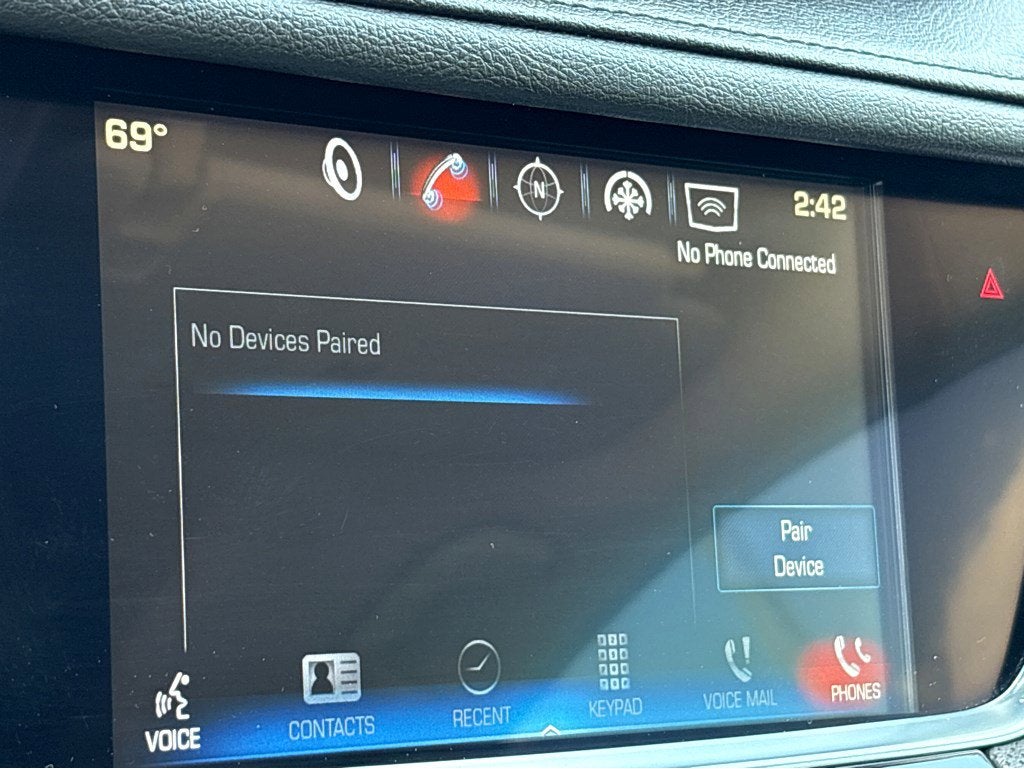 69°
N
2:42
No Phone Connected
No Devices Paired
Pair
Device
VOICE
CONTACTS
RECENT
KEYPAD
VOICE MAIL
PHONES